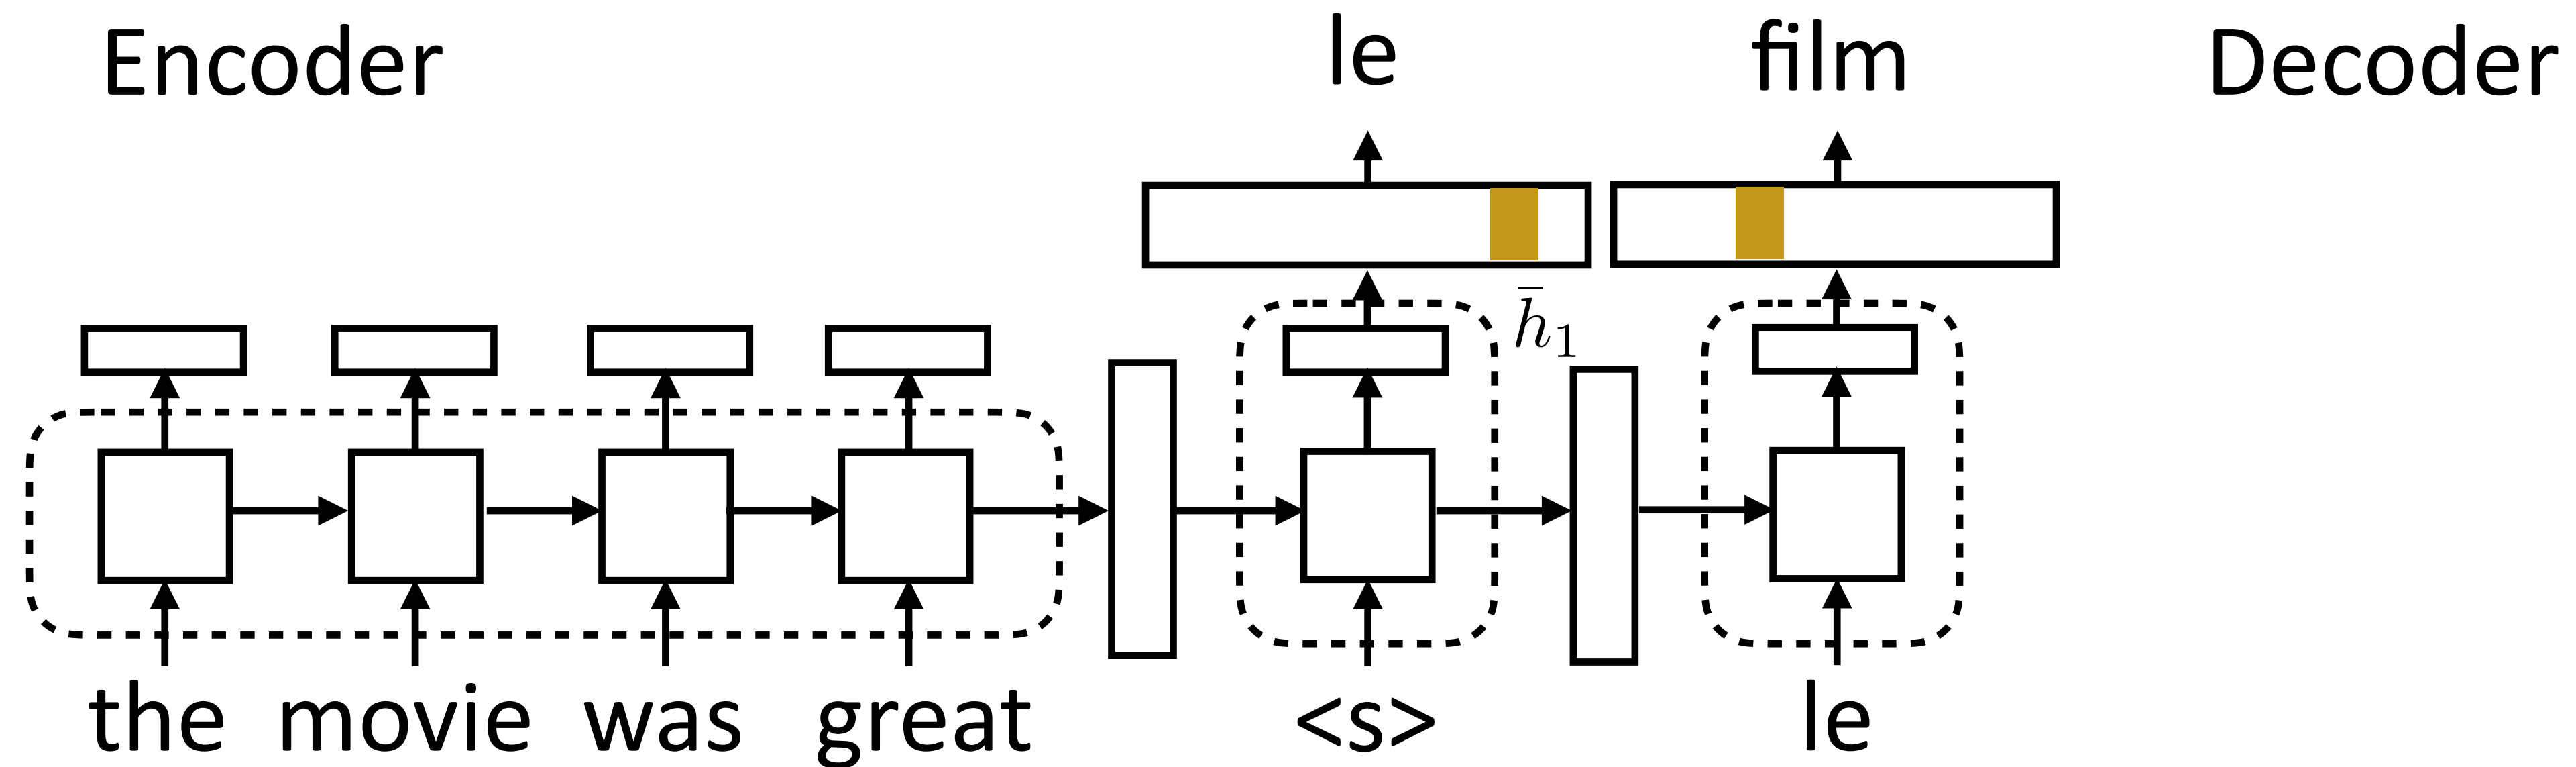 Encoder
le
film
Decoder
h̄₁
the movie was great
<s>
le